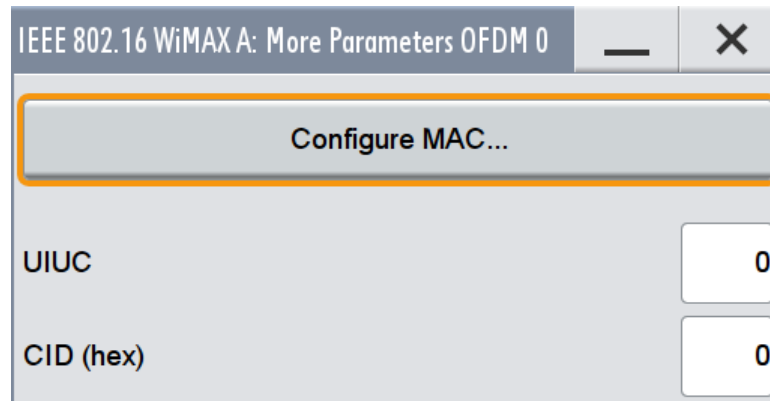 IEEE 802.16 WiMAX A: More Parameters OFDM 0
Configure MAC...
UIUC 0
CID (hex) 0